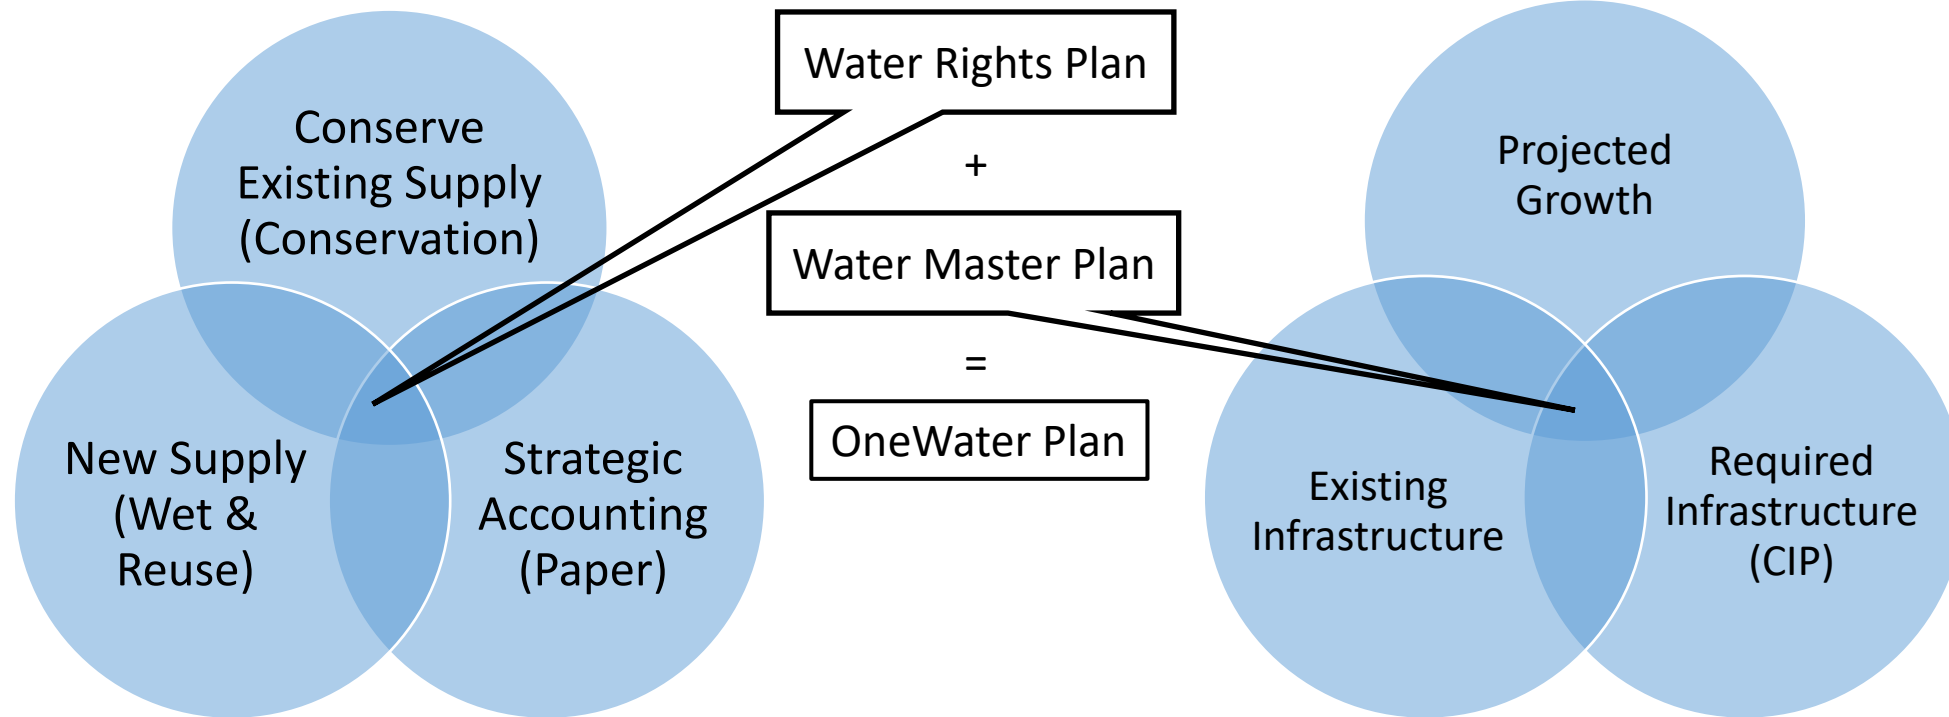 Conserve
Existing Supply
(Conservation)
New Supply
(Wet &
Reuse)
Strategic
Accounting
(Paper)
Water Rights Plan
+
Water Master Plan
=
OneWater Plan
Projected
Growth
Existing
Infrastructure
Required
Infrastructure
(CIP)